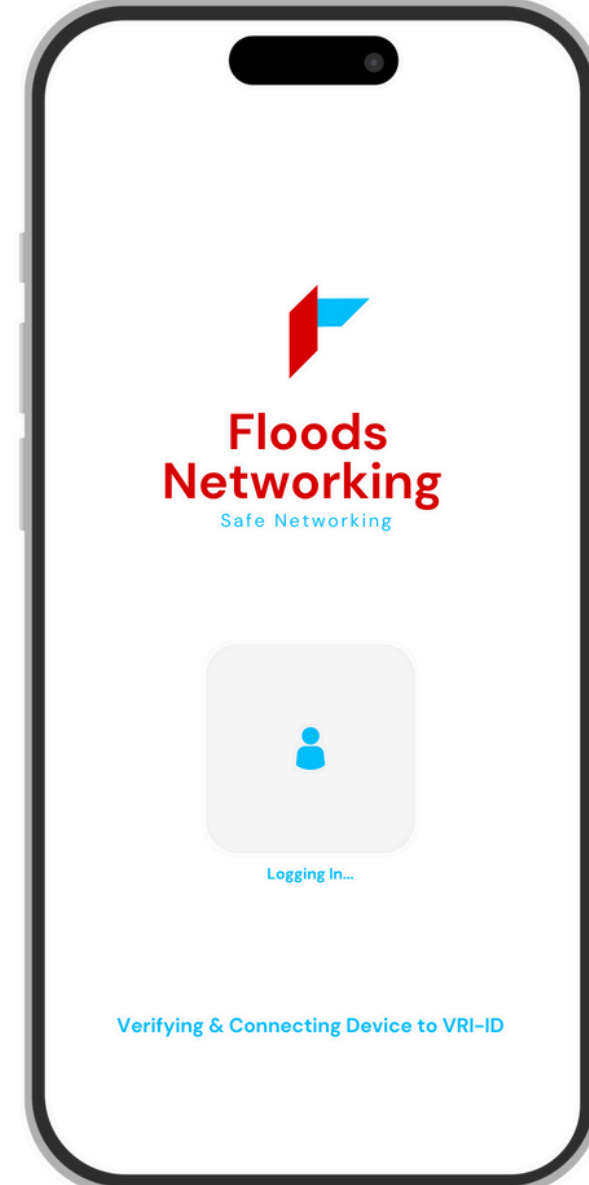 Floods
Networking
Safe Networking
Logging In...
Verifying & Connecting Device to VRI-ID